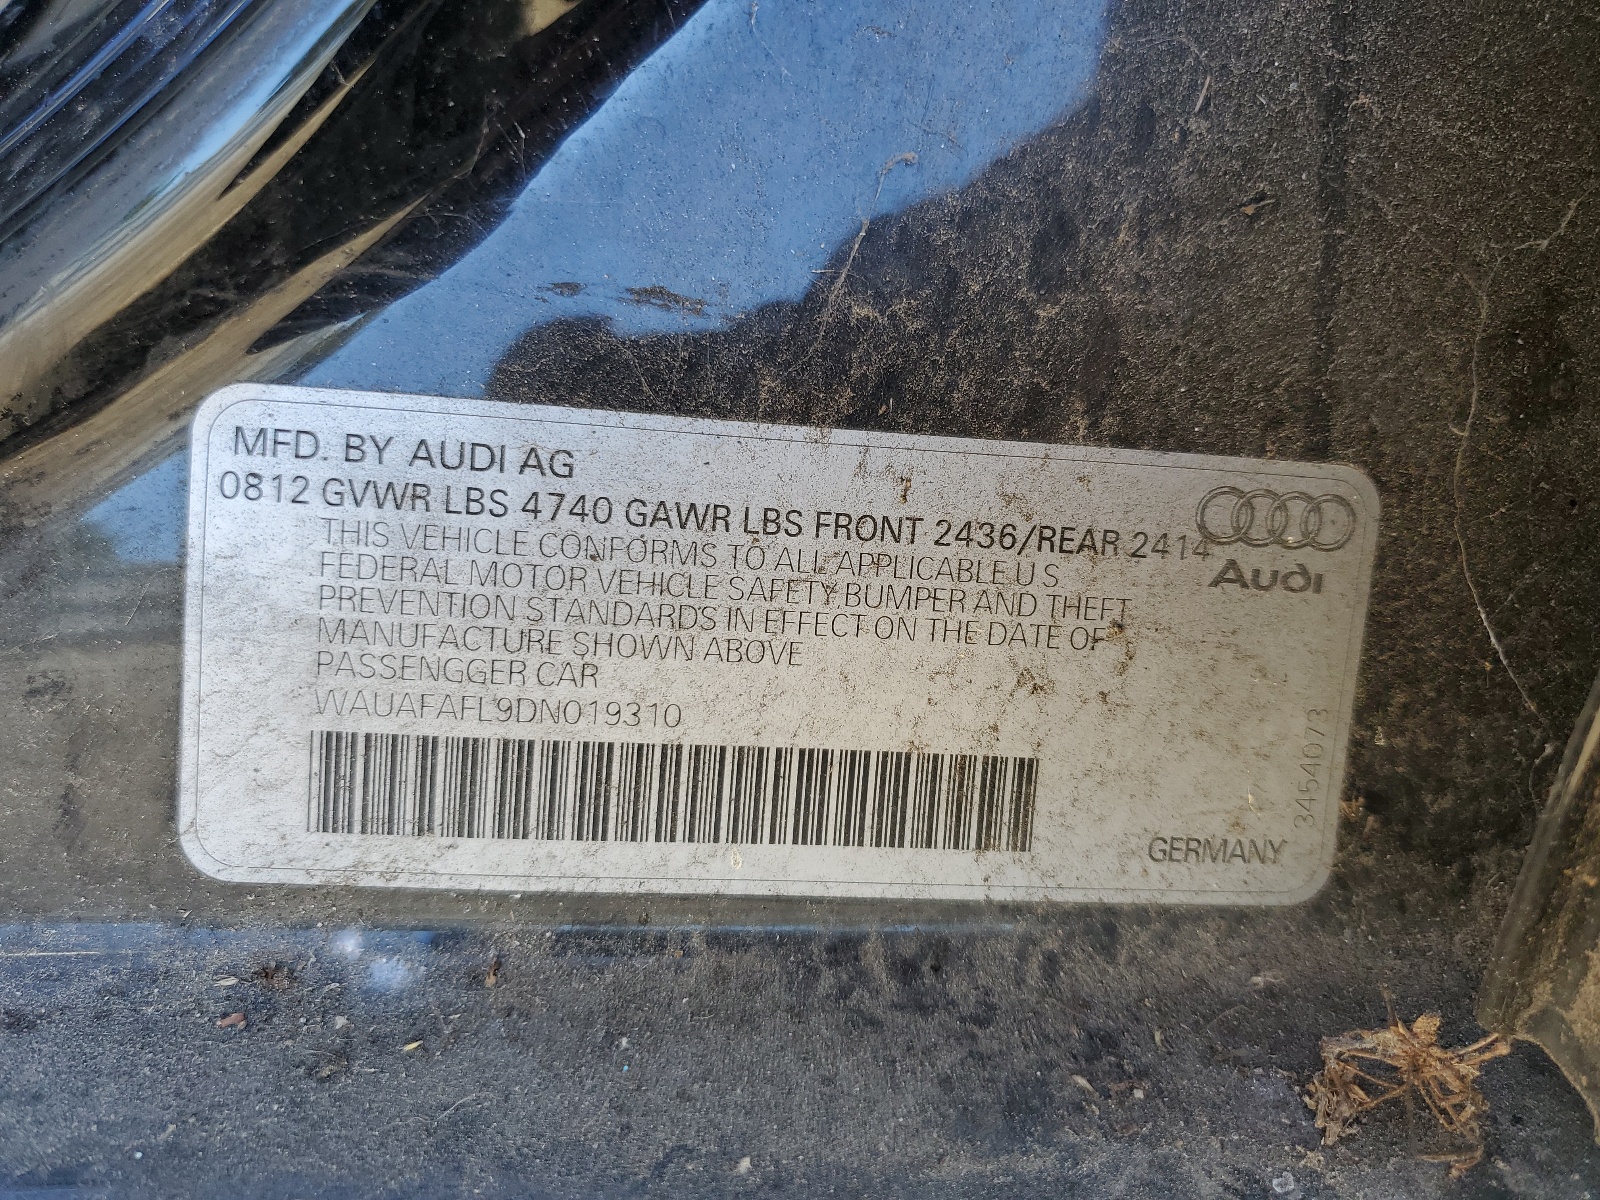 MFD. BY AUDI AG
0812 GVWR LBS 4740 GAWR LBS FRONT 2436/REAR 2414
THIS VEHICLE CONFORMS TO ALL APPLICABLE U S
FEDERAL MOTOR VEHICLE SAFETY BUMPER AND THEFT
PREVENTION STANDARDS IN EFFECT ON THE DATE OF
MANUFACTURE SHOWN ABOVE
PASSENGGER CAR
WAUAFAFL9DN019310
Audi
GERMANY
3454073